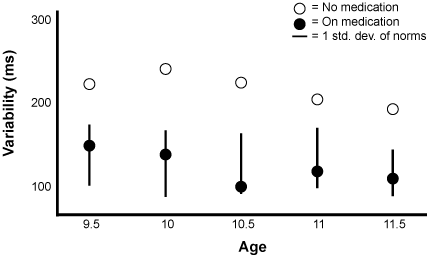 = No medication
= On medication
= 1 std. dev. of norms
300
200
100
Variability (ms)
9.5 10 10.5 11 11.5
Age